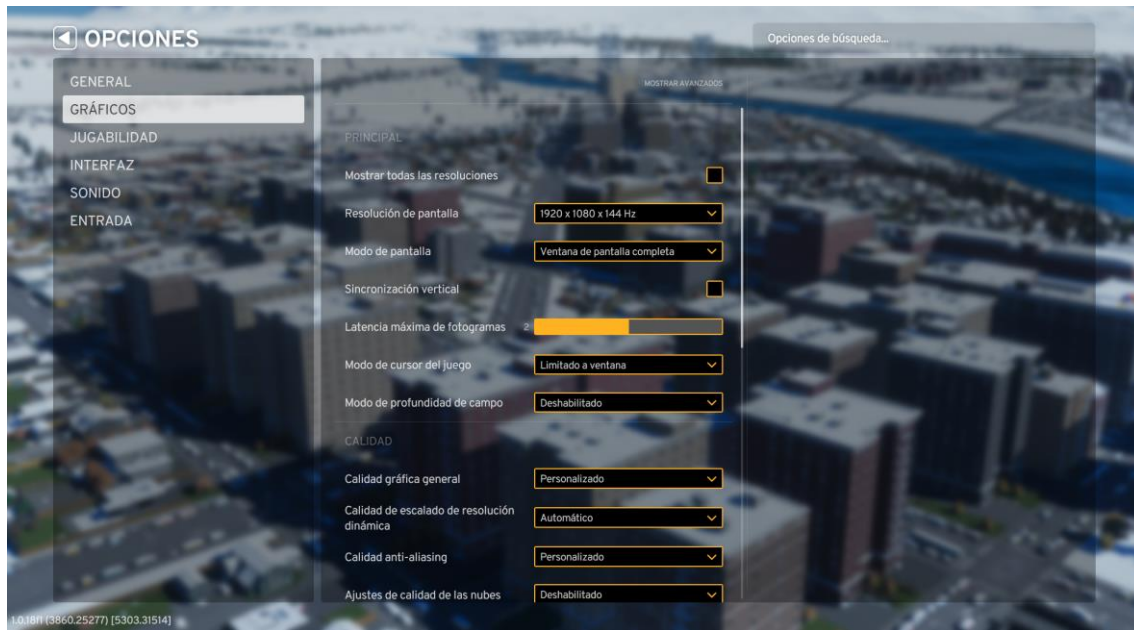 OPCIONES
Opciones de búsqueda...
GENERAL
GRÁFICOS
JUGABILIDAD
INTERFAZ
SONIDO
ENTRADA
MOSTRAR AVANZADOS
PRINCIPAL
Mostrar todas las resoluciones
Resolución de pantalla 1920 x 1080 x 144 Hz
Modo de pantalla Ventana de pantalla completa
Sincronización vertical
Latencia máxima de fotogramas 2
Modo de cursor del juego Limitado a ventana
Modo de profundidad de campo Deshabilitado
CALIDAD
Calidad gráfica general Personalizado
Calidad de escalado de resolución
dinámica Automático
Calidad anti-aliasing Personalizado
Ajustes de calidad de las nubes Deshabilitado
1.0.18f1 (3860.25277) [5303.31514]